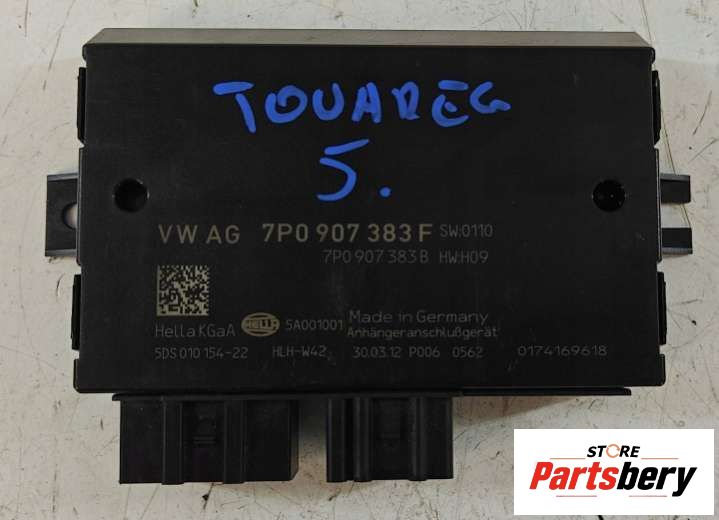 TOUAREG
5.
VW AG 7P0 907 383 F SW:0110
7P0 907 383 B HW:H09
Hella KGaA HELLA 5A001001 Made in Germany
Anhängeranschlußgerät
5DS 010 154-22 HLH-W42 30.03.12 P006 0562 0174169618
STORE
Partsbery